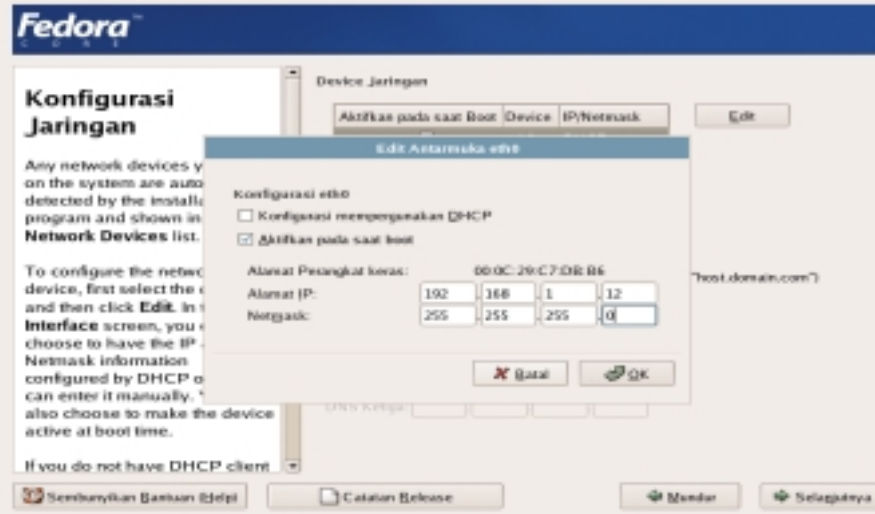 Fedora
CORE
Konfigurasi
Jaringan
Any network devices y
on the system are auto
detected by the installa
program and shown in
Network Devices list.
To configure the netwo
device, first select the
and then click Edit. In
Interface screen, you
choose to have the IP
Netmask information
configured by DHCP o
can enter it manually.
also choose to make the device
active at boot time.
If you do not have DHCP client
Device Jaringan
Aktifkan pada saat Boot Device IP/Netmask
Edit
Edit Antarmuka eth0
Konfigurasi eth0
Konfigurasi mempergunakan DHCP
Aktifkan pada saat boot
Alamat Perangkat keras: 00:0C:29:C7:DB:B6
Alamat IP: 192 . 168 . 1 . 12
Netmask: 255 . 255 . 255 . 0
Batal OK
"host.domain.com")
DNS Ketiga
Sembunyikan Bantuan (Help)
Catatan Release
Mundur
Selanjutnya